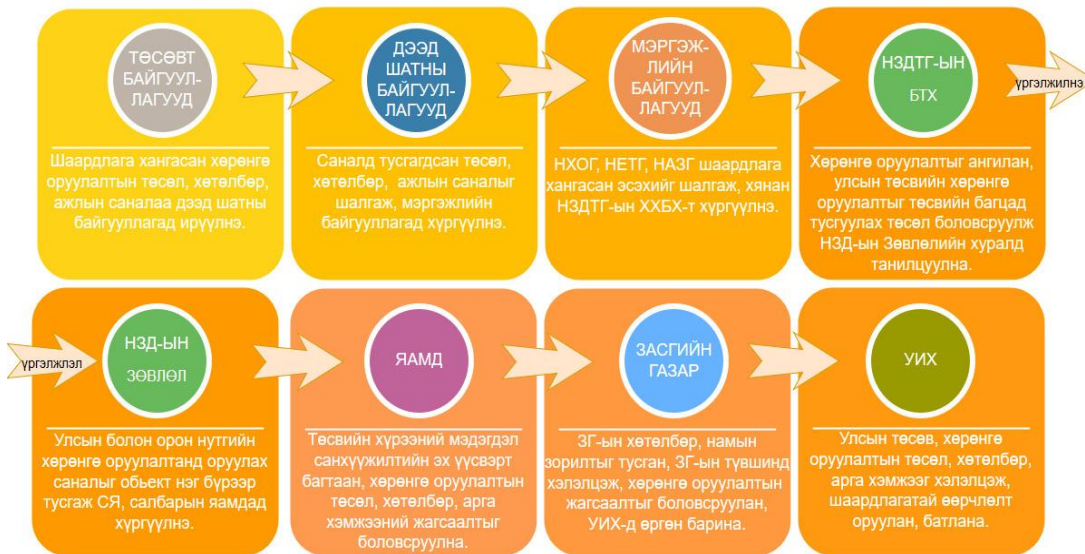 ТӨСӨВТ
БАЙГУУЛ-
ЛАГУУД
Шаардлага хангасан хөрөнгө
оруулалтын төсөл, хөтөлбөр,
ажлын саналаа дээд шатны
байгууллагад ирүүлнэ.
ДЭЭД
ШАТНЫ
БАЙГУУЛ-
ЛАГУУД
Саналд тусгагдсан төсөл,
хөтөлбөр, ажлын саналыг
шалгаж, мэргэжлийн
байгууллагад хүргүүлнэ.
МЭРГЭЖ-
ЛИЙН
БАЙГУУЛ-
ЛАГУУД
НХОГ, НЕТГ, НАЗГ шаардлага
хангасан эсэхийг шалгаж, хянан
НЗДТГ-ын ХХБХ-т хүргүүлнэ.
НЗДТГ-ЫН
БТХ
Хөрөнгө оруулалтыг ангилан,
улсын төсвийн хөрөнгө
оруулалтыг төсвийн багцад
тусгуулах төсөл боловсруулж
НЗД-ын Зөвлөлийн хуралд
танилцуулна.
үргэлжилнэ
үргэлжлэл
НЗД-ЫН
ЗӨВЛӨЛ
Улсын болон орон нутгийн
хөрөнгө оруулалтанд оруулах
саналыг обьект нэг бүрээр
тусгаж СЯ, салбарын яамдад
хүргүүлнэ.
ЯАМД
Төсвийн хүрээний мэдэгдэл
санхүүжилтийн эх үүсвэрт
багтаан, хөрөнгө оруулалтын
төсөл, хөтөлбөр, арга
хэмжээний жагсаалтыг
боловсруулна.
ЗАСГИЙН
ГАЗАР
ЗГ-ын хөтөлбөр, намын
зорилтыг тусган, ЗГ-ын түвшинд
хэлэлцэж, хөрөнгө оруулалтын
жагсаалтыг боловсруулан,
УИХ-д өргөн барина.
УИХ
Улсын төсөв, хөрөнгө
оруулалтын төсөл, хөтөлбөр,
арга хэмжээг хэлэлцэж,
шаардлагатай өөрчлөлт
оруулан, батлана.